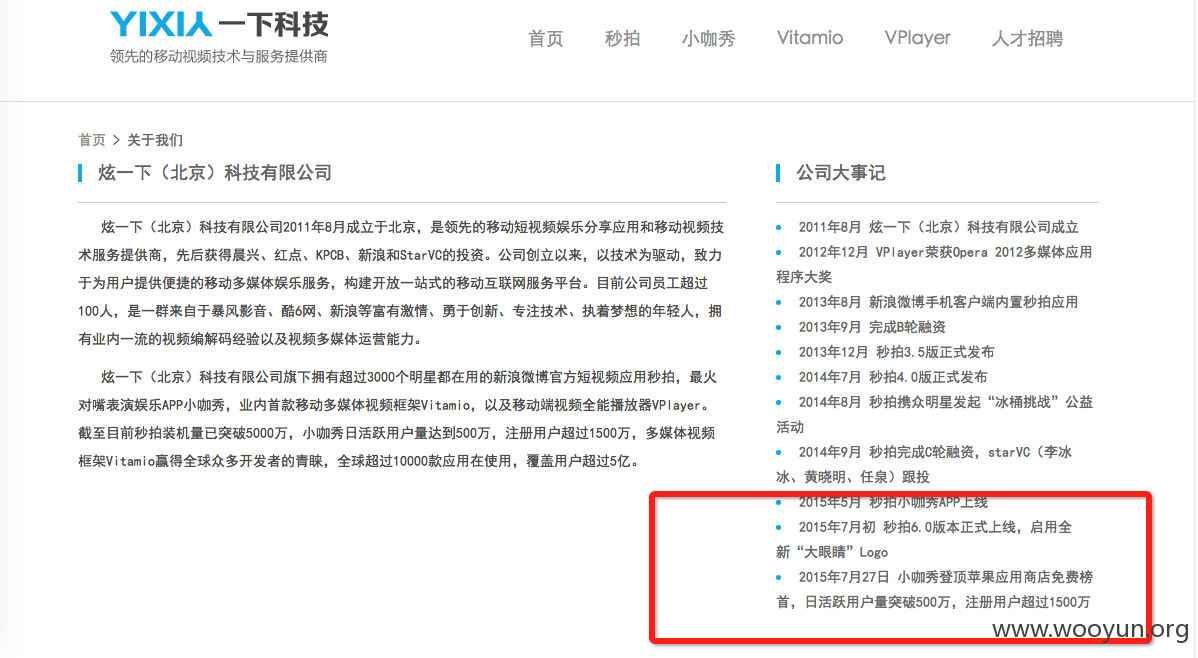 YIXIA 一下科技
领先的移动视频技术与服务提供商
首页 秒拍 小咖秀 Vitamio VPlayer 人才招聘
首页 > 关于我们
炫一下（北京）科技有限公司
炫一下（北京）科技有限公司2011年8月成立于北京，是领先的移动短视频娱乐分享应用和移动视频技
术服务提供商，先后获得晨兴、红点、KPCB、新浪和StarVC的投资。公司创立以来，以技术为驱动，致力
于为用户提供便捷的移动多媒体娱乐服务，构建开放一站式的移动互联网服务平台。目前公司员工超过
100人，是一群来自于暴风影音、酷6网、新浪等富有激情、勇于创新、专注技术、执着梦想的年轻人，拥
有业内一流的视频编解码经验以及视频多媒体运营能力。
炫一下（北京）科技有限公司旗下拥有超过3000个明星都在用的新浪微博官方短视频应用秒拍，最火
对嘴表演娱乐APP小咖秀，业内首款移动多媒体视频框架Vitamio，以及移动端视频全能播放器VPlayer。
截至目前秒拍装机量已突破5000万，小咖秀日活跃用户量达到500万，注册用户超过1500万，多媒体视频
框架Vitamio赢得全球众多开发者的青睐，全球超过10000款应用在使用，覆盖用户超过5亿。
公司大事记
2011年8月 炫一下（北京）科技有限公司成立
2012年12月 VPlayer荣获Opera 2012多媒体应用
程序大奖
2013年8月 新浪微博手机客户端内置秒拍应用
2013年9月 完成B轮融资
2013年12月 秒拍3.5版正式发布
2014年7月 秒拍4.0版正式发布
2014年8月 秒拍携众明星发起“冰桶挑战”公益
活动
2014年9月 秒拍完成C轮融资，starVC（李冰
冰、黄晓明、任泉）跟投
2015年5月 秒拍小咖秀APP上线
2015年7月初 秒拍6.0版本正式上线，启用全
新“大眼睛”Logo
2015年7月27日 小咖秀登顶苹果应用商店免费榜
首，日活跃用户量突破500万，注册用户超过1500万
www.wooyun.org